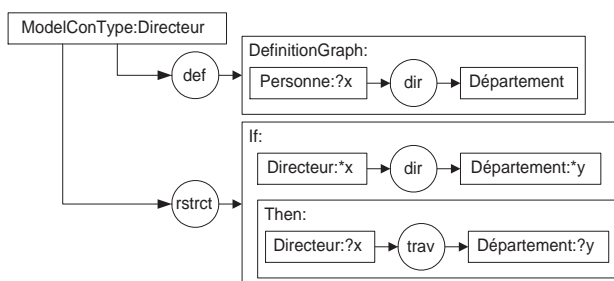 ModelConType:Directeur
DefinitionGraph:
def
Personne:?x dir Département
If:
Directeur:*x dir Département:*y
rstrct
Then:
Directeur:?x trav Département:?y